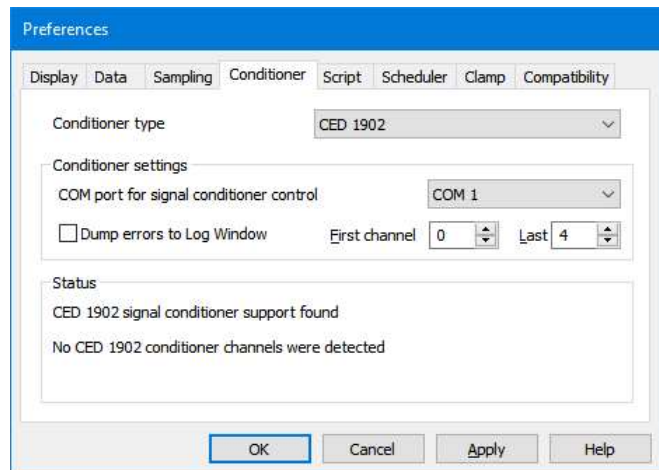 Preferences
Display Data Sampling Conditioner Script Scheduler Clamp Compatibility
Conditioner type CED 1902
Conditioner settings
COM port for signal conditioner control COM 1
Dump errors to Log Window First channel 0 Last 4
Status
CED 1902 signal conditioner support found
No CED 1902 conditioner channels were detected
OK Cancel Apply Help